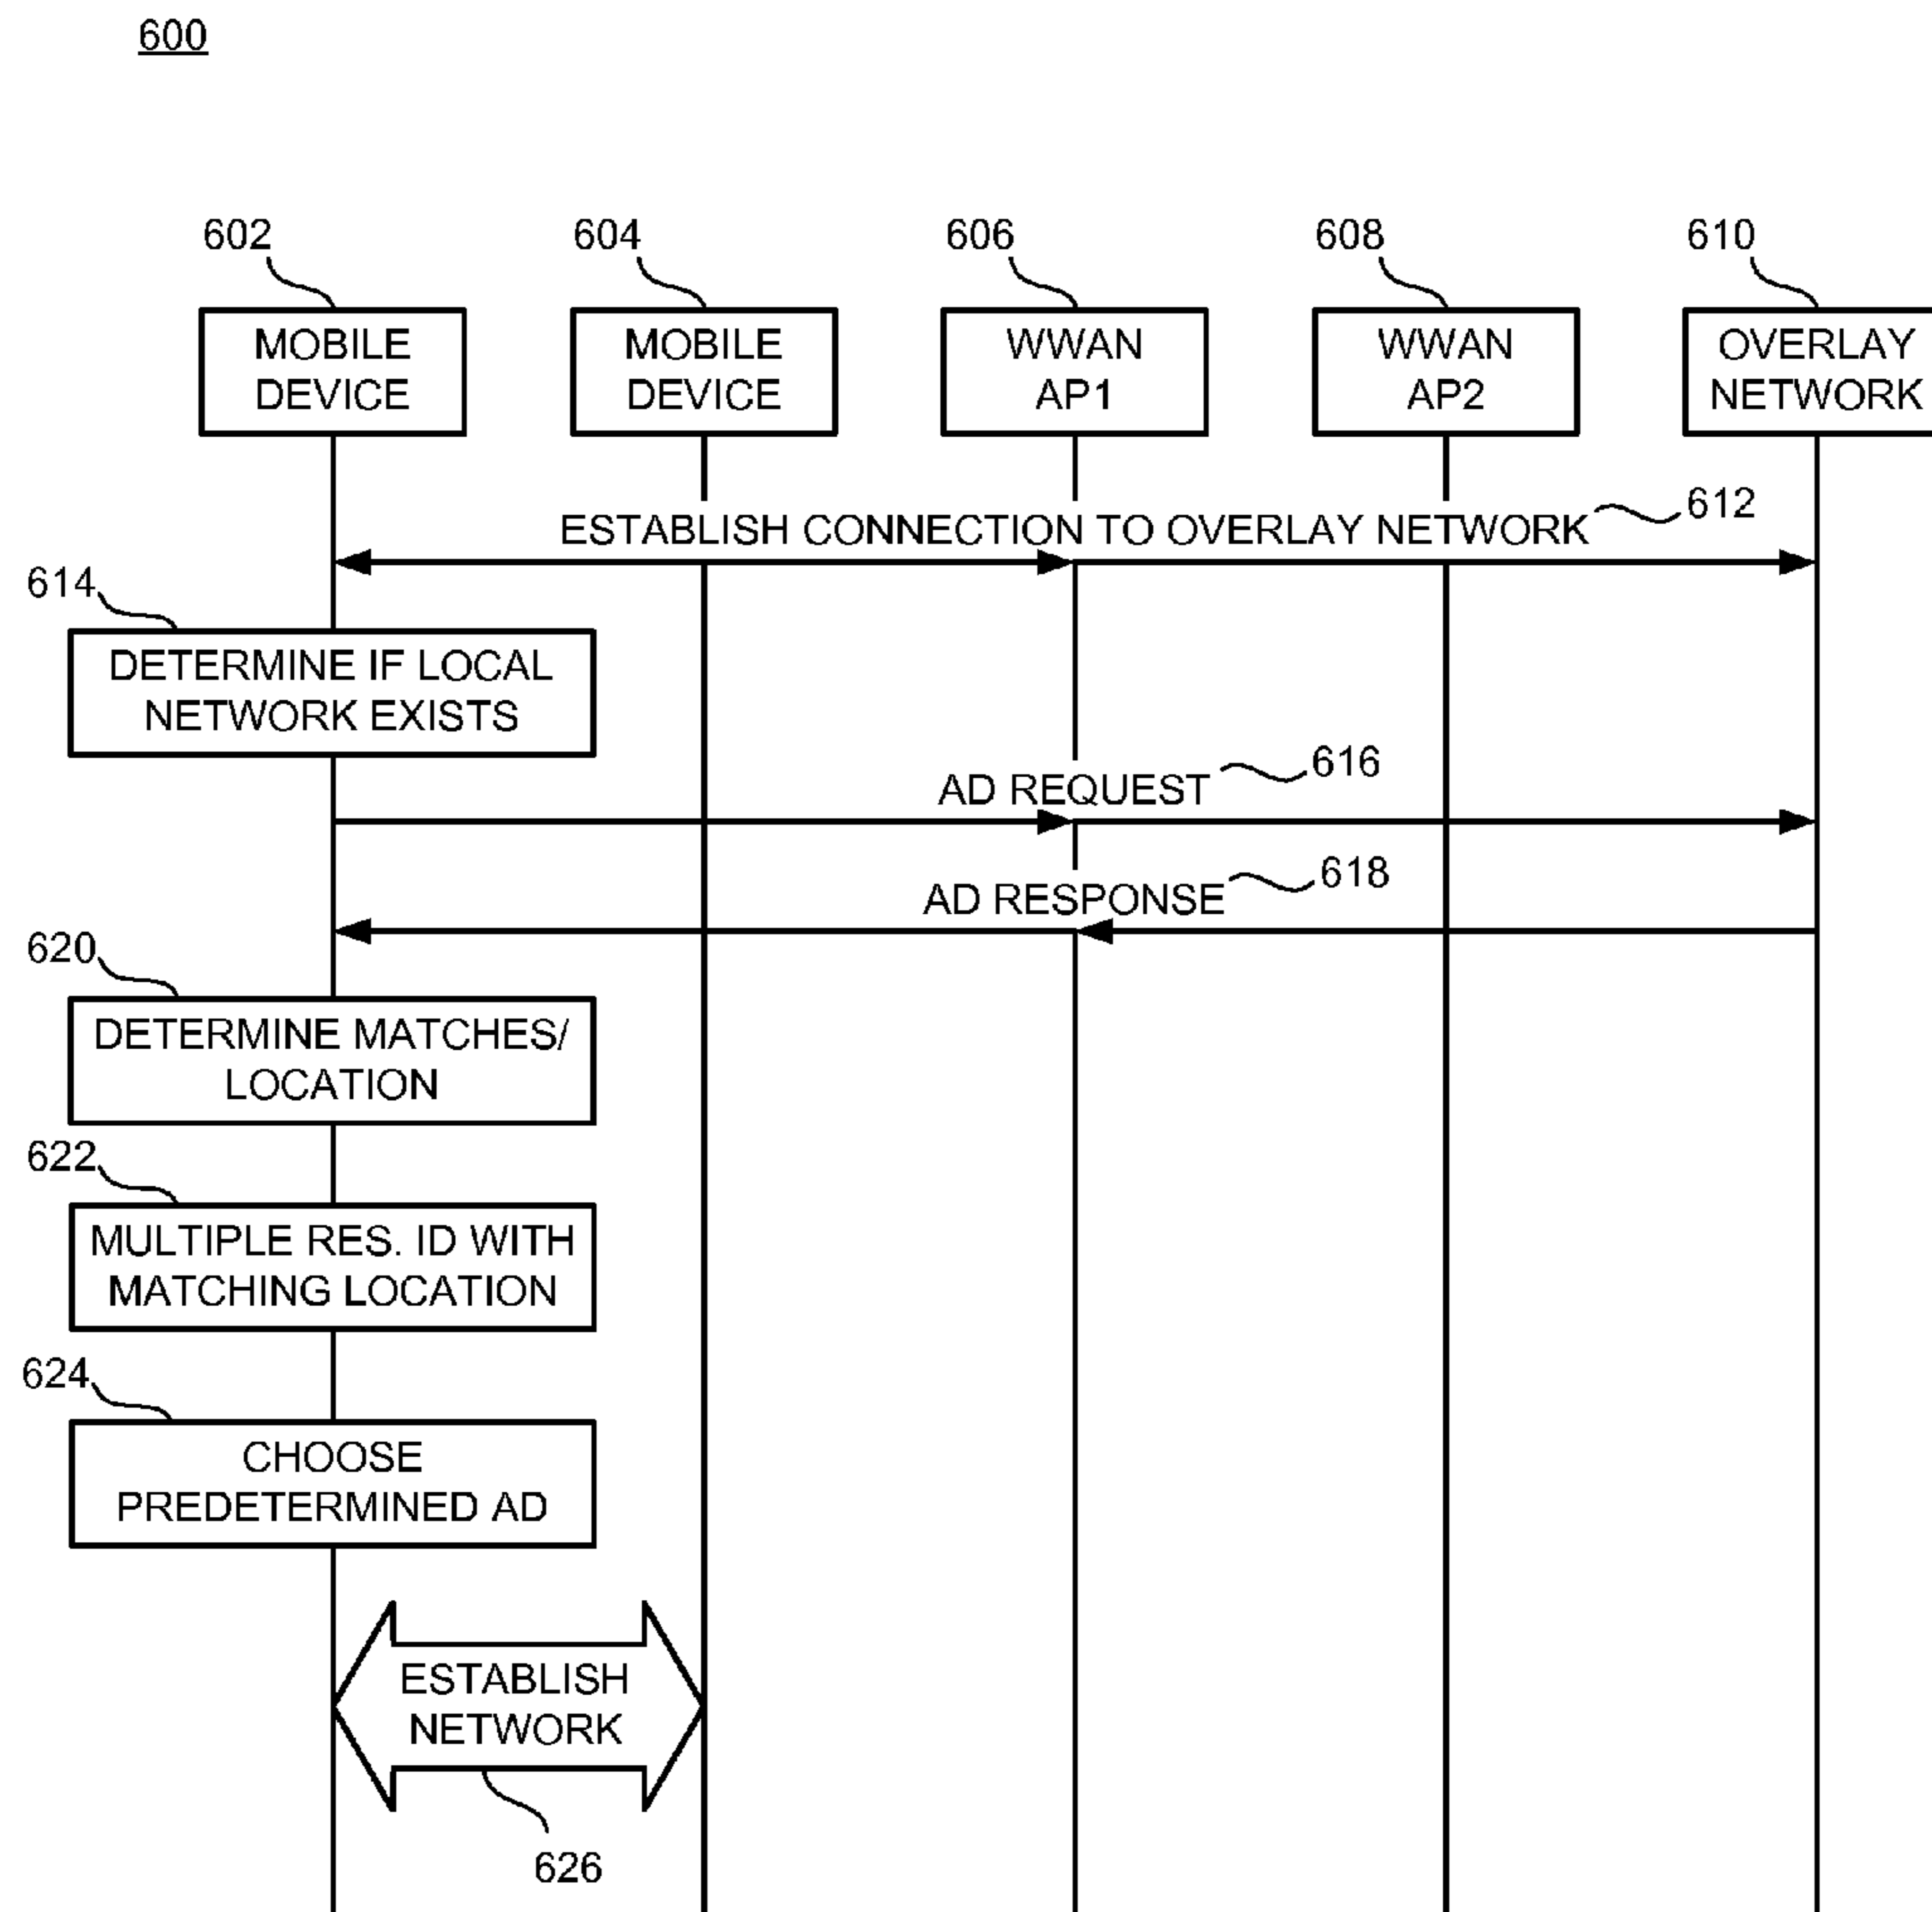 600
602
604
606
608
610
MOBILE
DEVICE
MOBILE
DEVICE
WWAN
AP1
WWAN
AP2
OVERLAY
NETWORK
ESTABLISH CONNECTION TO OVERLAY NETWORK
612
614
DETERMINE IF LOCAL
NETWORK EXISTS
AD REQUEST
616
AD RESPONSE
618
620
DETERMINE MATCHES/
LOCATION
622
MULTIPLE RES. ID WITH
MATCHING LOCATION
624
CHOOSE
PREDETERMINED AD
ESTABLISH
NETWORK
626